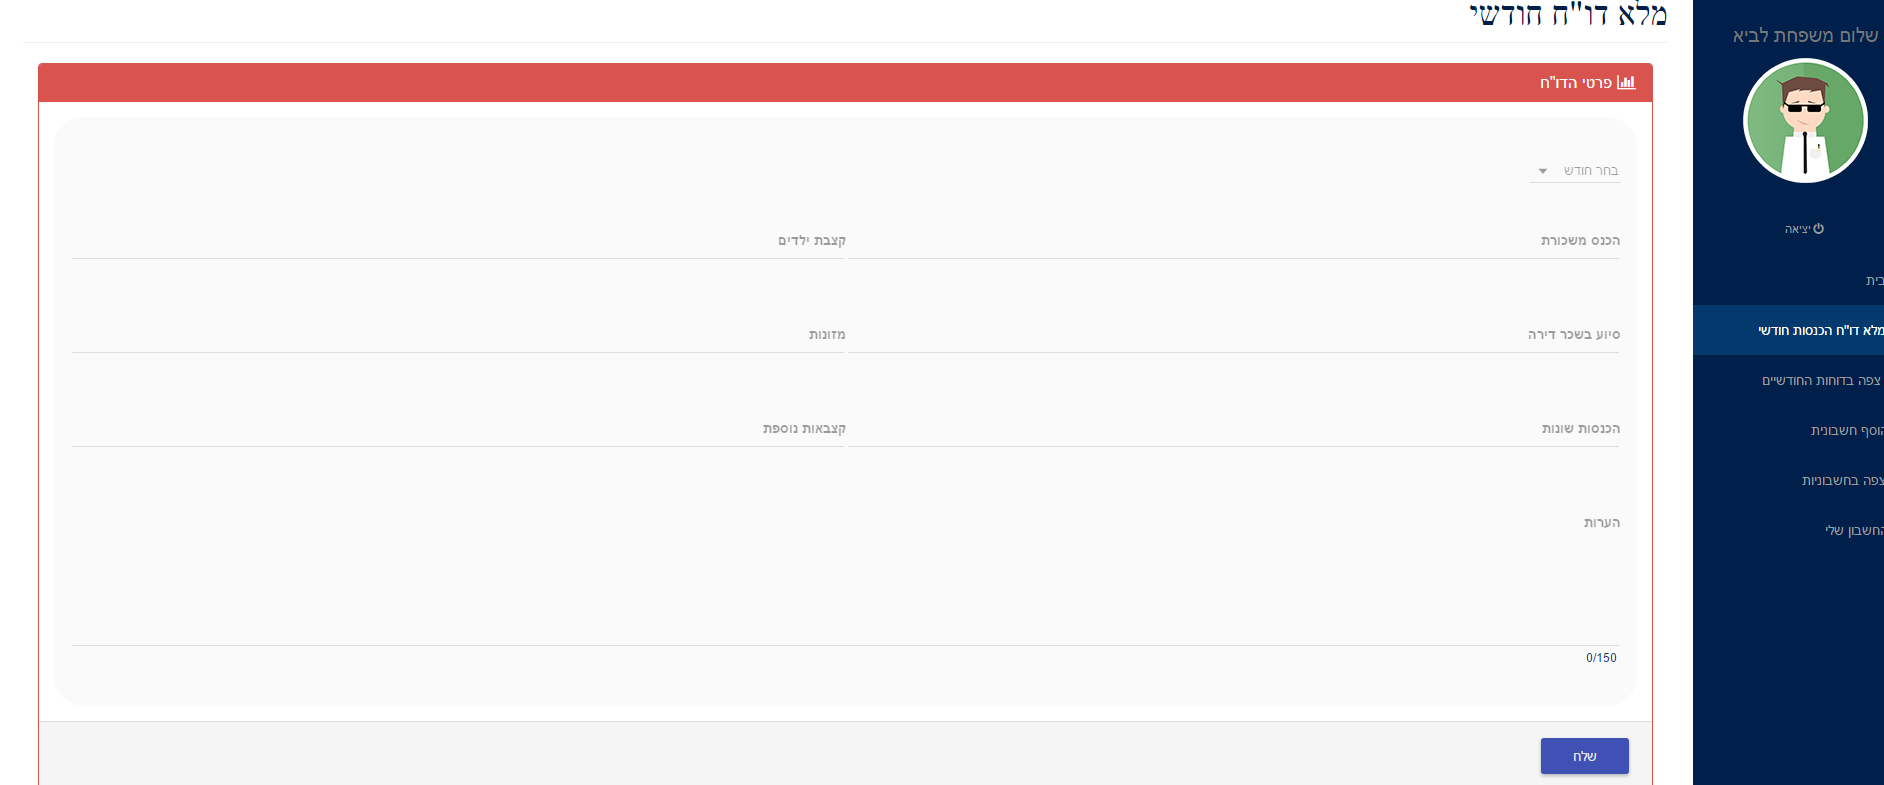 מלא דו"ח חודשי
פרטי הדו"ח
בחר חודש
הכנס משכורת
קצבת ילדים
סיוע בשכר דירה
מזונות
הכנסות שונות
קצבאות נוספת
הערות
0/150
שלח
שלום משפחת לביא
יציאה
בית
מלא דו"ח הכנסות חודשי
צפה בדוחות החודשיים
הוסף חשבונית
צפה בחשבוניות
החשבון שלי